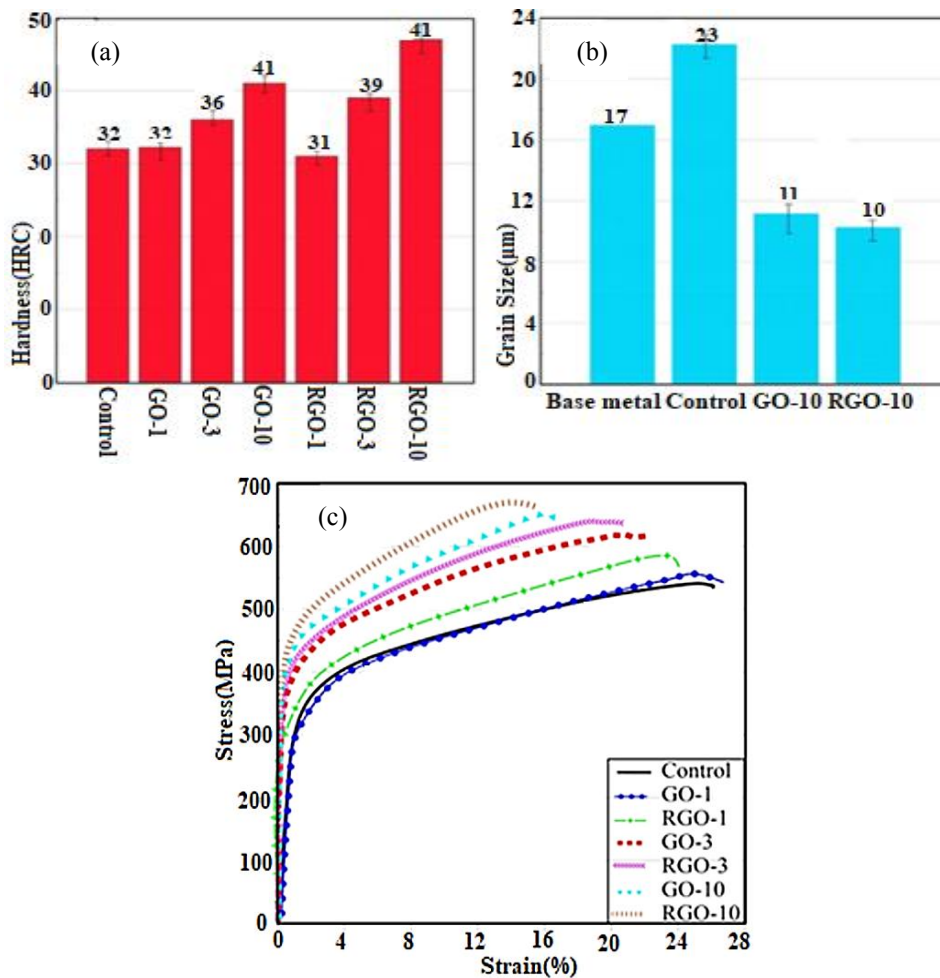 (a)
Hardness(HRC)
50
40
30
0
0
0
32
32
36
41
31
39
41
Control
GO-1
GO-3
GO-10
RGO-1
RGO-3
RGO-10
(b)
Grain Size(μm)
24
22
16
12
8
4
0
17
23
11
10
Base metal Control GO-10 RGO-10
(c)
Stress(MPa)
700
600
500
400
300
200
100
0
0 4 8 12 16 20 24 28
Strain(%)
Control
GO-1
RGO-1
GO-3
RGO-3
GO-10
RGO-10